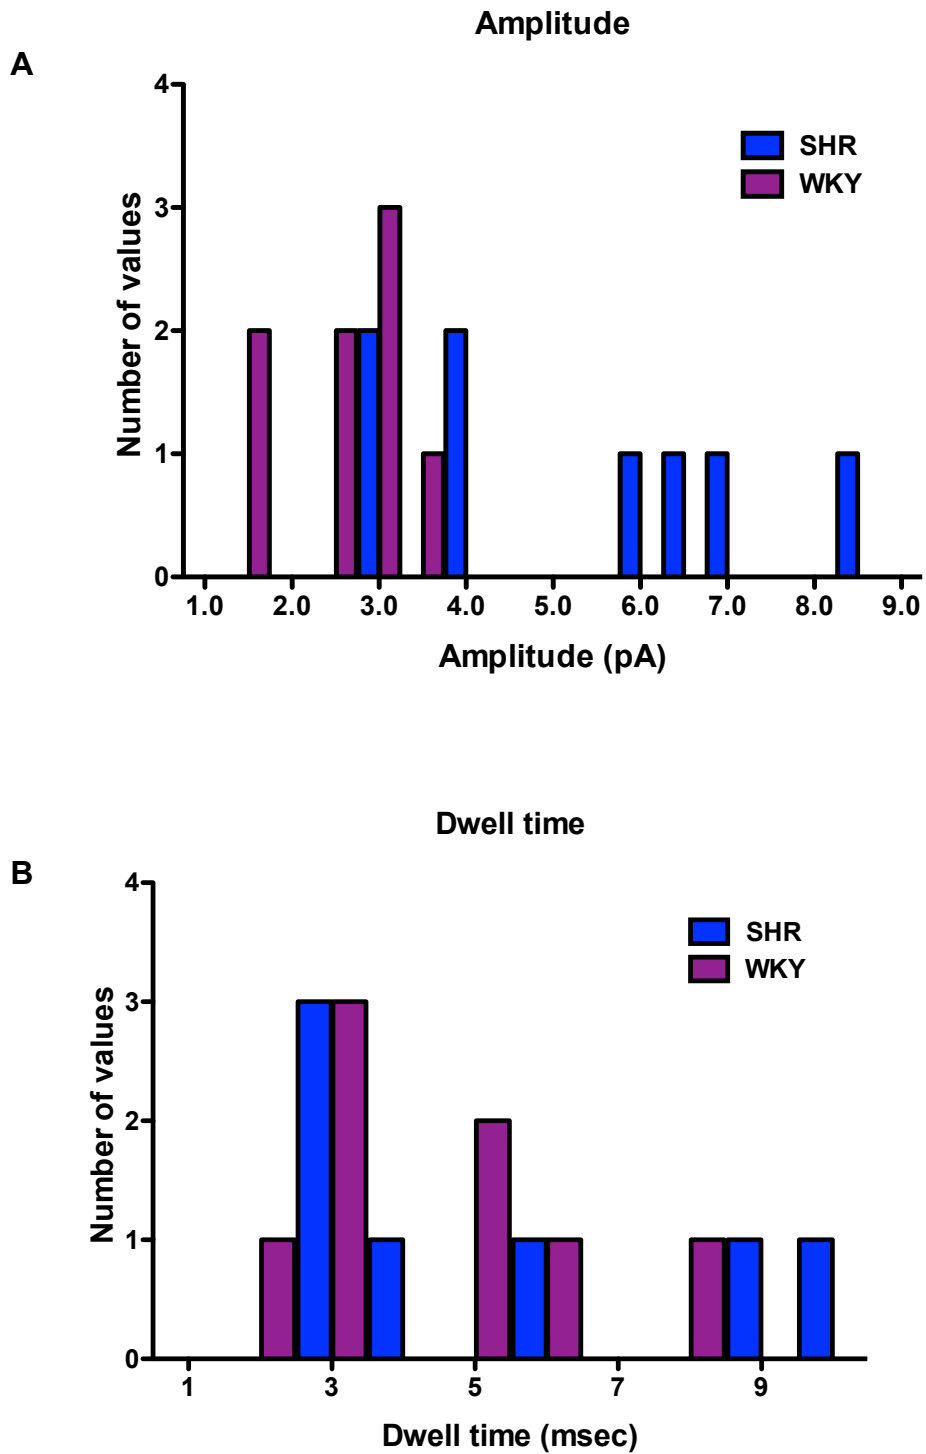 Amplitude
A
4
3
2
1
0
Number of values
SHR
WKY
1.0 2.0 3.0 4.0 5.0 6.0 7.0 8.0 9.0
Amplitude (pA)
Dwell time
B
4
3
2
1
0
Number of values
SHR
WKY
1 3 5 7 9
Dwell time (msec)